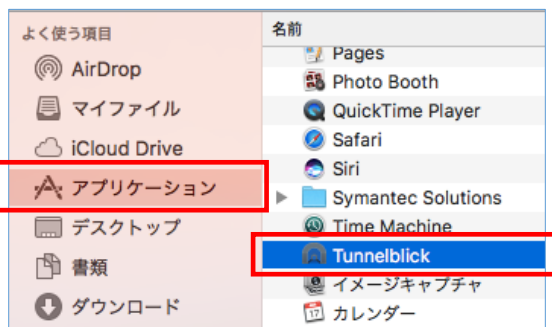 よく使う項目
AirDrop
マイファイル
iCloud Drive
アプリケーション
デスクトップ
書類
ダウンロード
名前
Pages
Photo Booth
QuickTime Player
Safari
Siri
Symantec Solutions
Time Machine
Tunnelblick
イメージキャプチャ
17
カレンダー